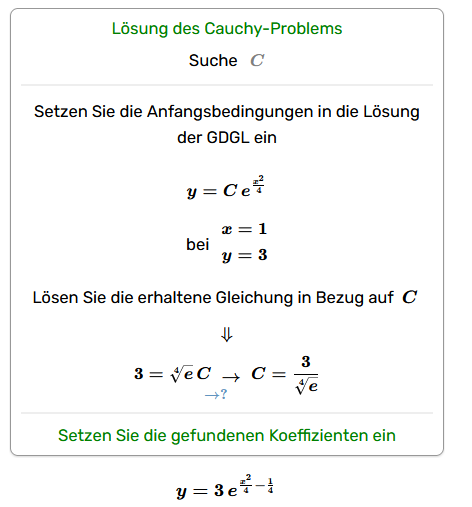 Lösung des Cauchy-Problems
Suche C
Setzen Sie die Anfangsbedingungen in die Lösung
der GDGL ein
y = C e^{\frac{x^2}{4}}
bei x = 1
y = 3
Lösen Sie die erhaltene Gleichung in Bezug auf C
⇓
3 = \sqrt[4]{e} C → C = \frac{3}{\sqrt[4]{e}}
→?
Setzen Sie die gefundenen Koeffizienten ein
y = 3 e^{\frac{x^2}{4} - \frac{1}{4}}